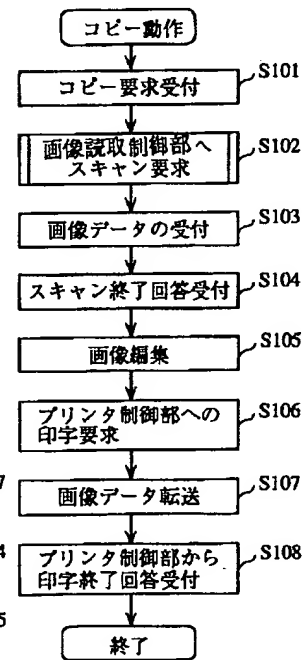 コピー動作
コピー要求受付
S101
画像読取制御部へ
スキャン要求
S102
画像データの受付
S103
スキャン終了回答受付
S104
画像編集
S105
プリンタ制御部への
印字要求
S106
画像データ転送
S107
プリンタ制御部から
印字終了回答受付
S108
終了
7
4
5